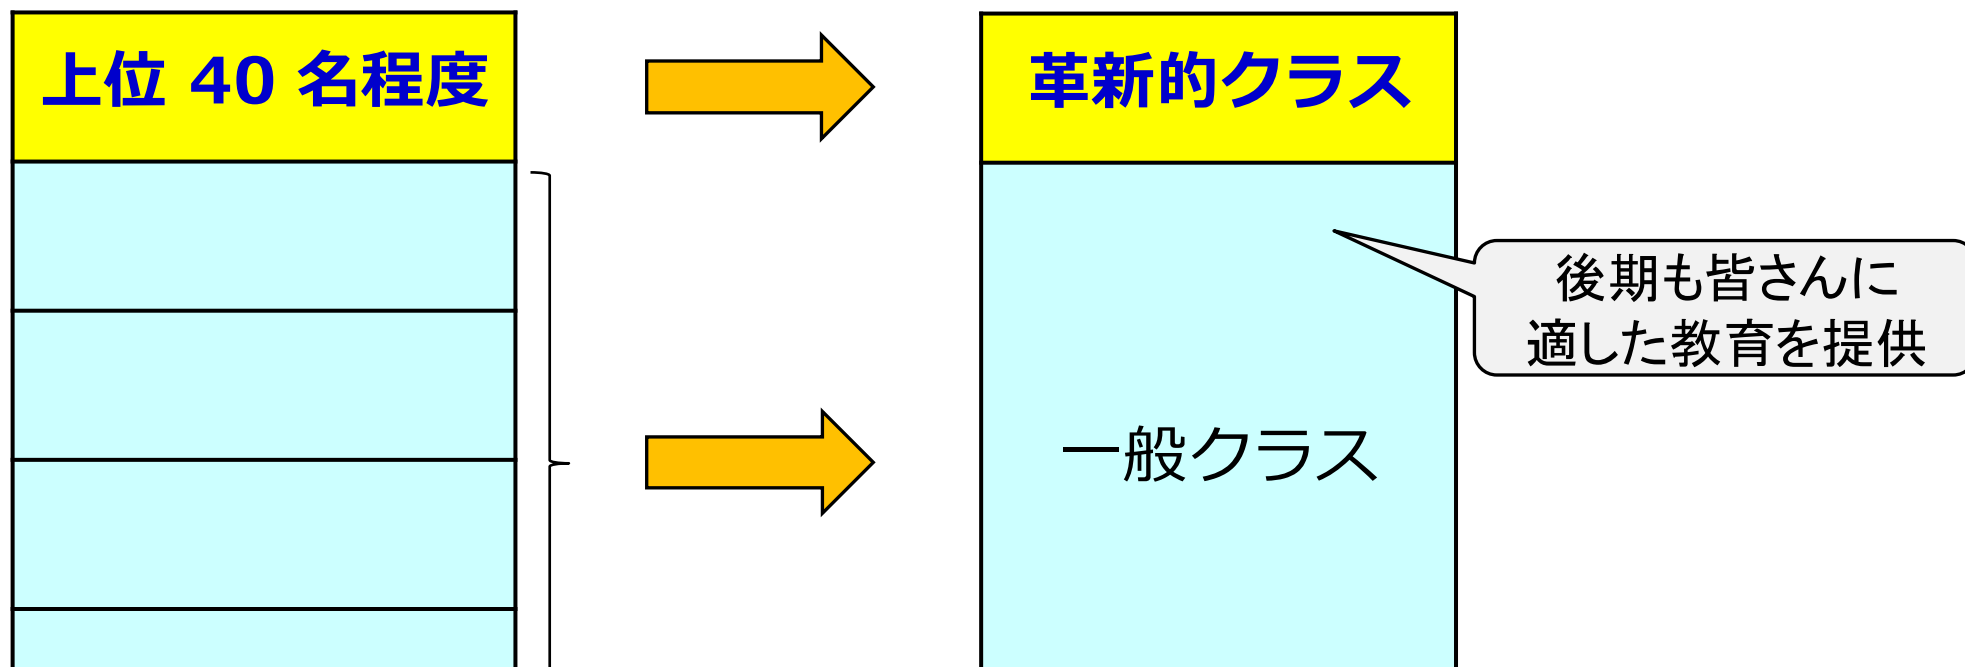 上位 40 名程度
革新的クラス
後期も皆さんに
適した教育を提供
一般クラス